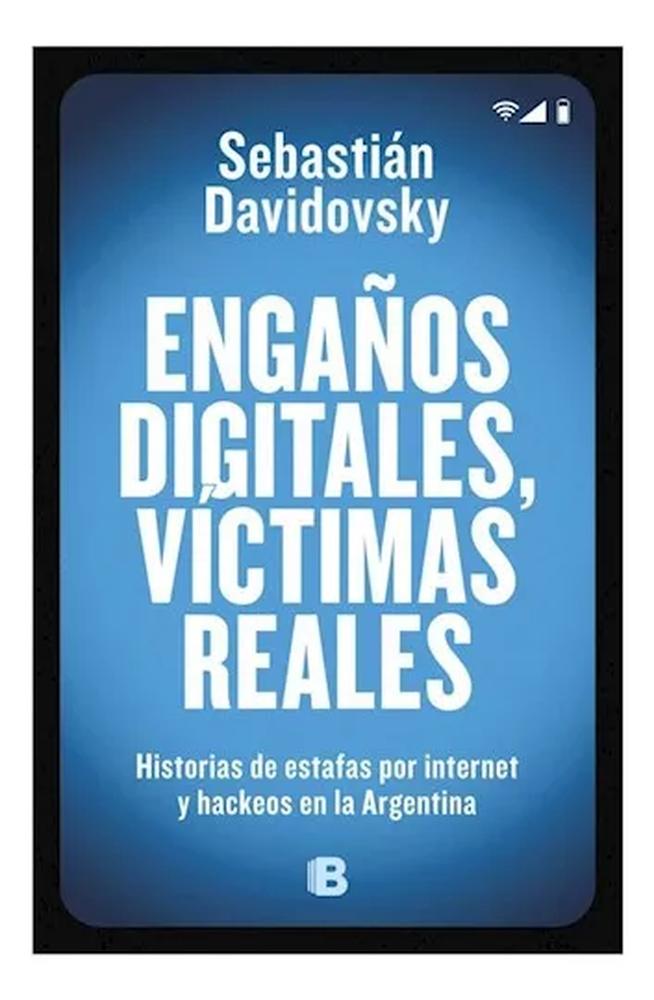 Sebastián
Davidovsky
ENGAÑOS
DIGITALES,
VÍCTIMAS
REALES
Historias de estafas por internet
y hackeos en la Argentina
B